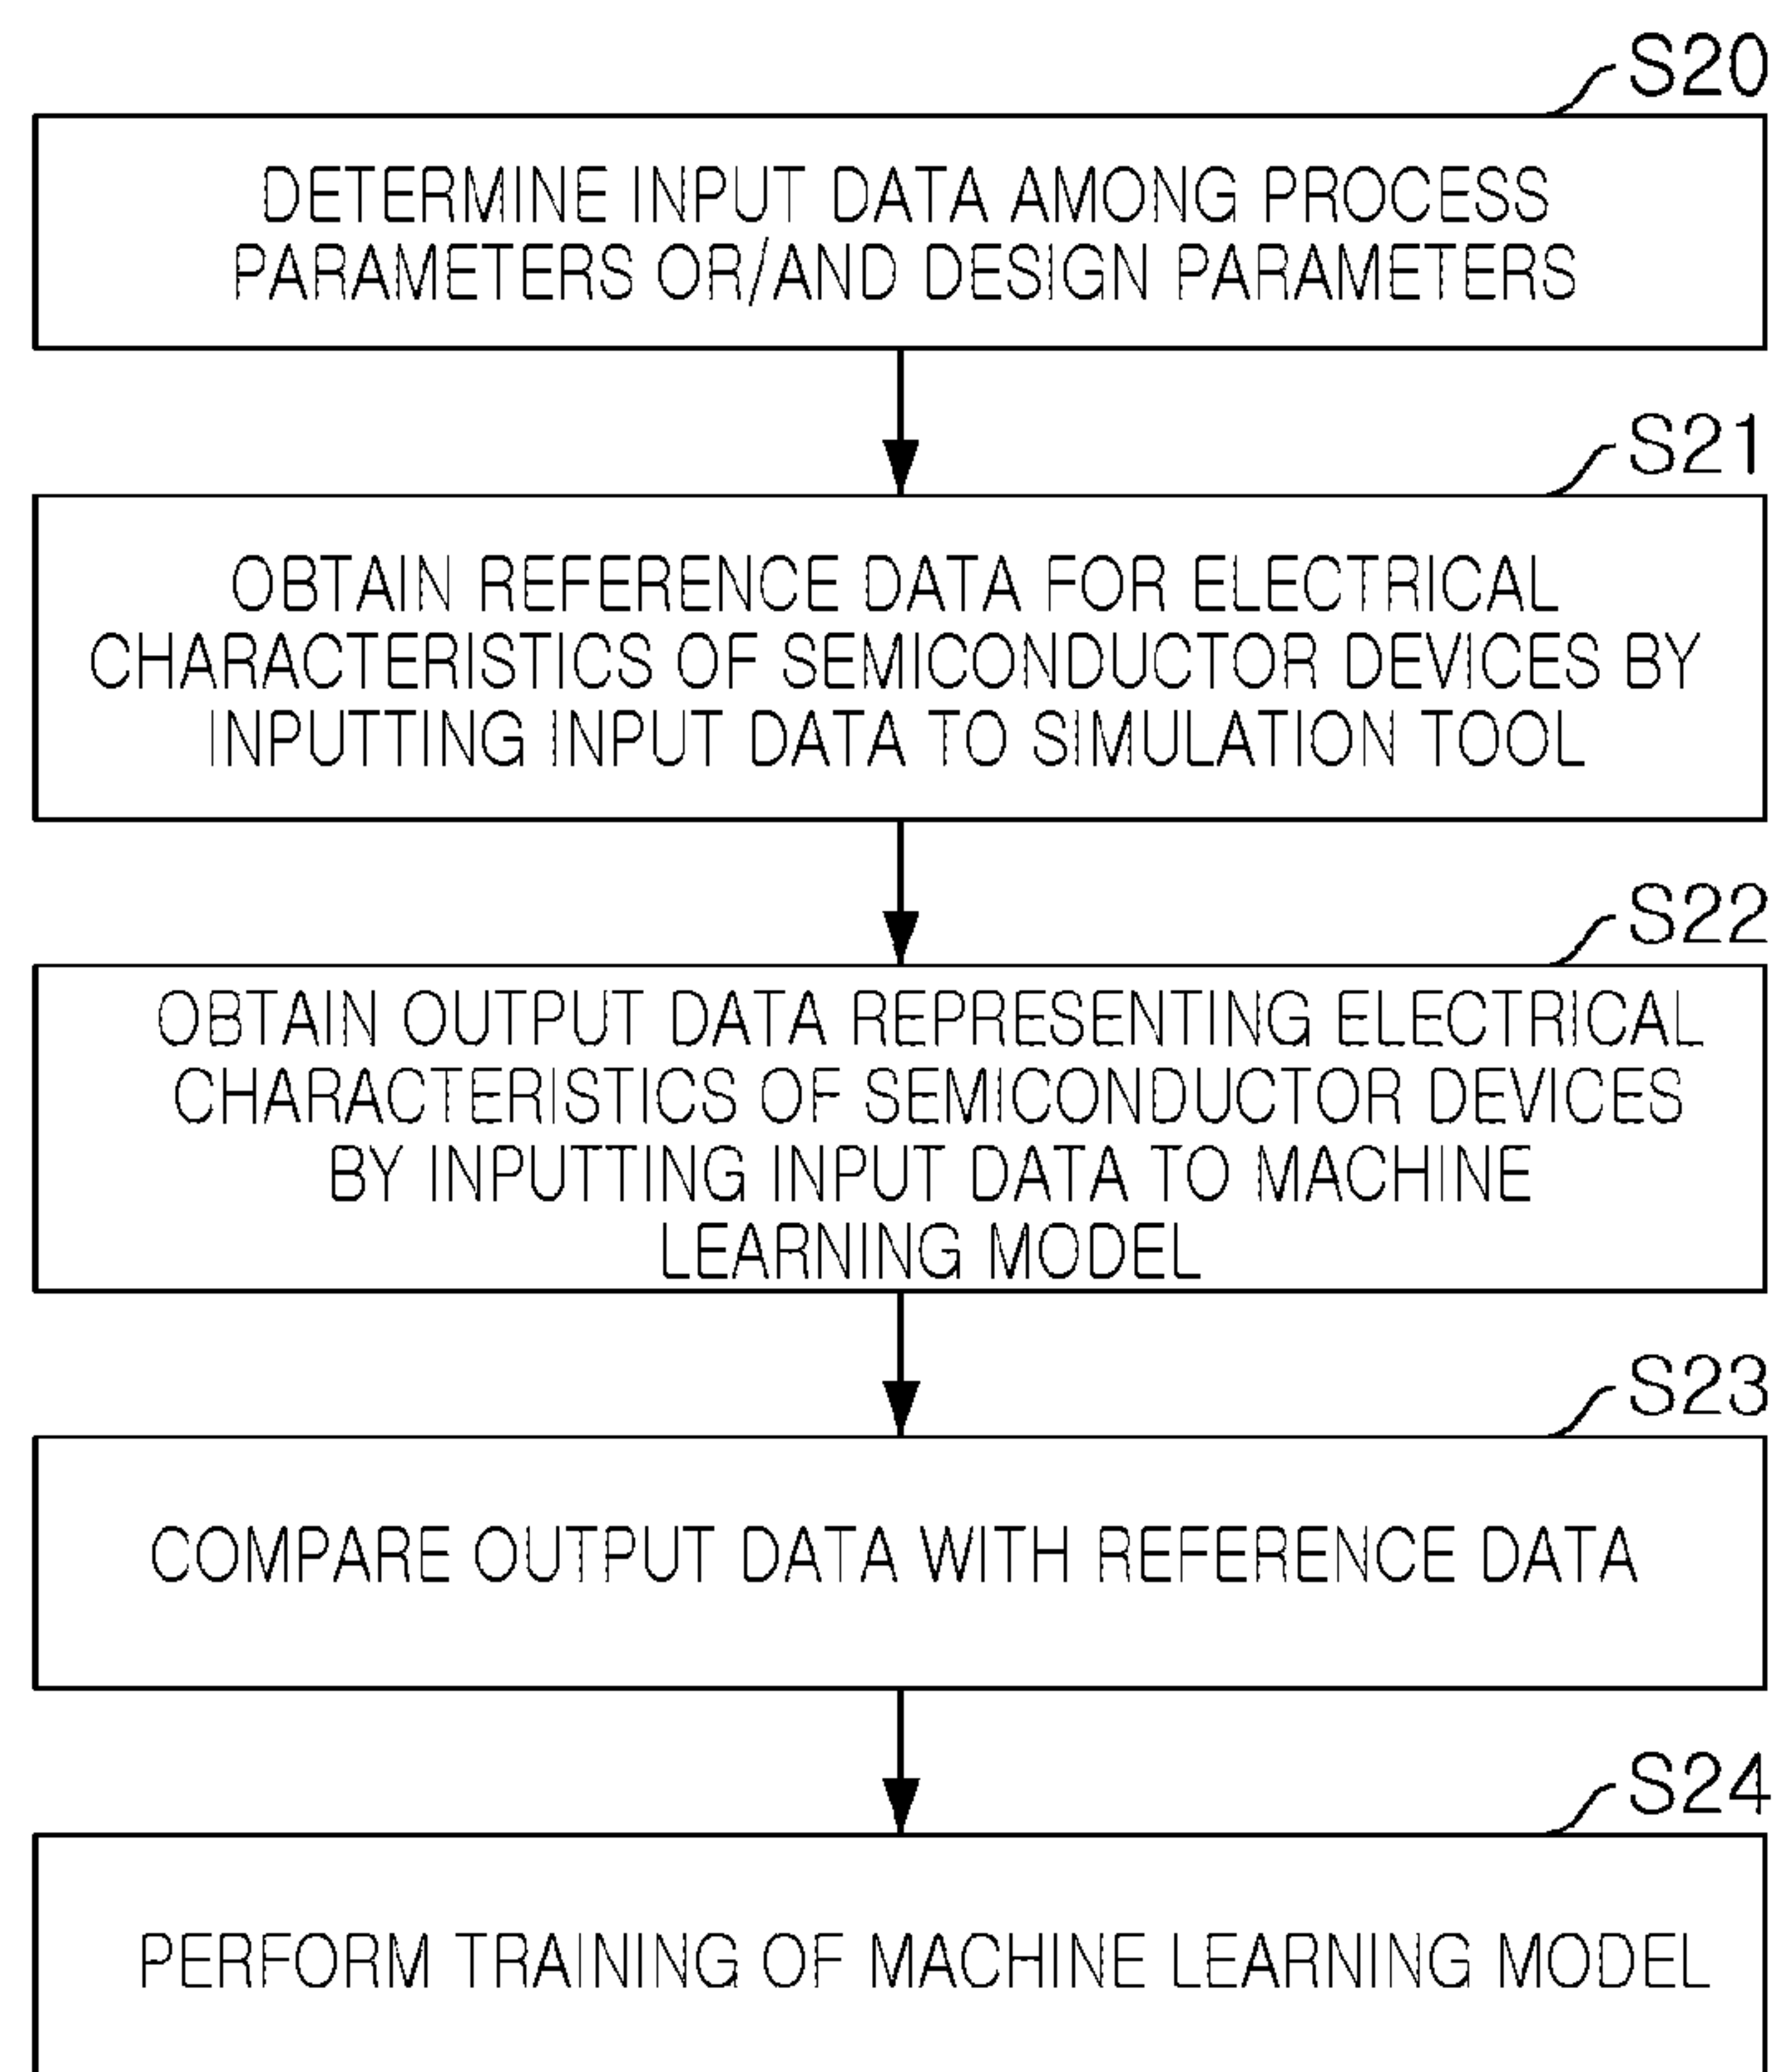 S20
DETERMINE INPUT DATA AMONG PROCESS
PARAMETERS OR/AND DESIGN PARAMETERS
S21
OBTAIN REFERENCE DATA FOR ELECTRICAL
CHARACTERISTICS OF SEMICONDUCTOR DEVICES BY
INPUTTING INPUT DATA TO SIMULATION TOOL
S22
OBTAIN OUTPUT DATA REPRESENTING ELECTRICAL
CHARACTERISTICS OF SEMICONDUCTOR DEVICES
BY INPUTTING INPUT DATA TO MACHINE
LEARNING MODEL
S23
COMPARE OUTPUT DATA WITH REFERENCE DATA
S24
PERFORM TRAINING OF MACHINE LEARNING MODEL